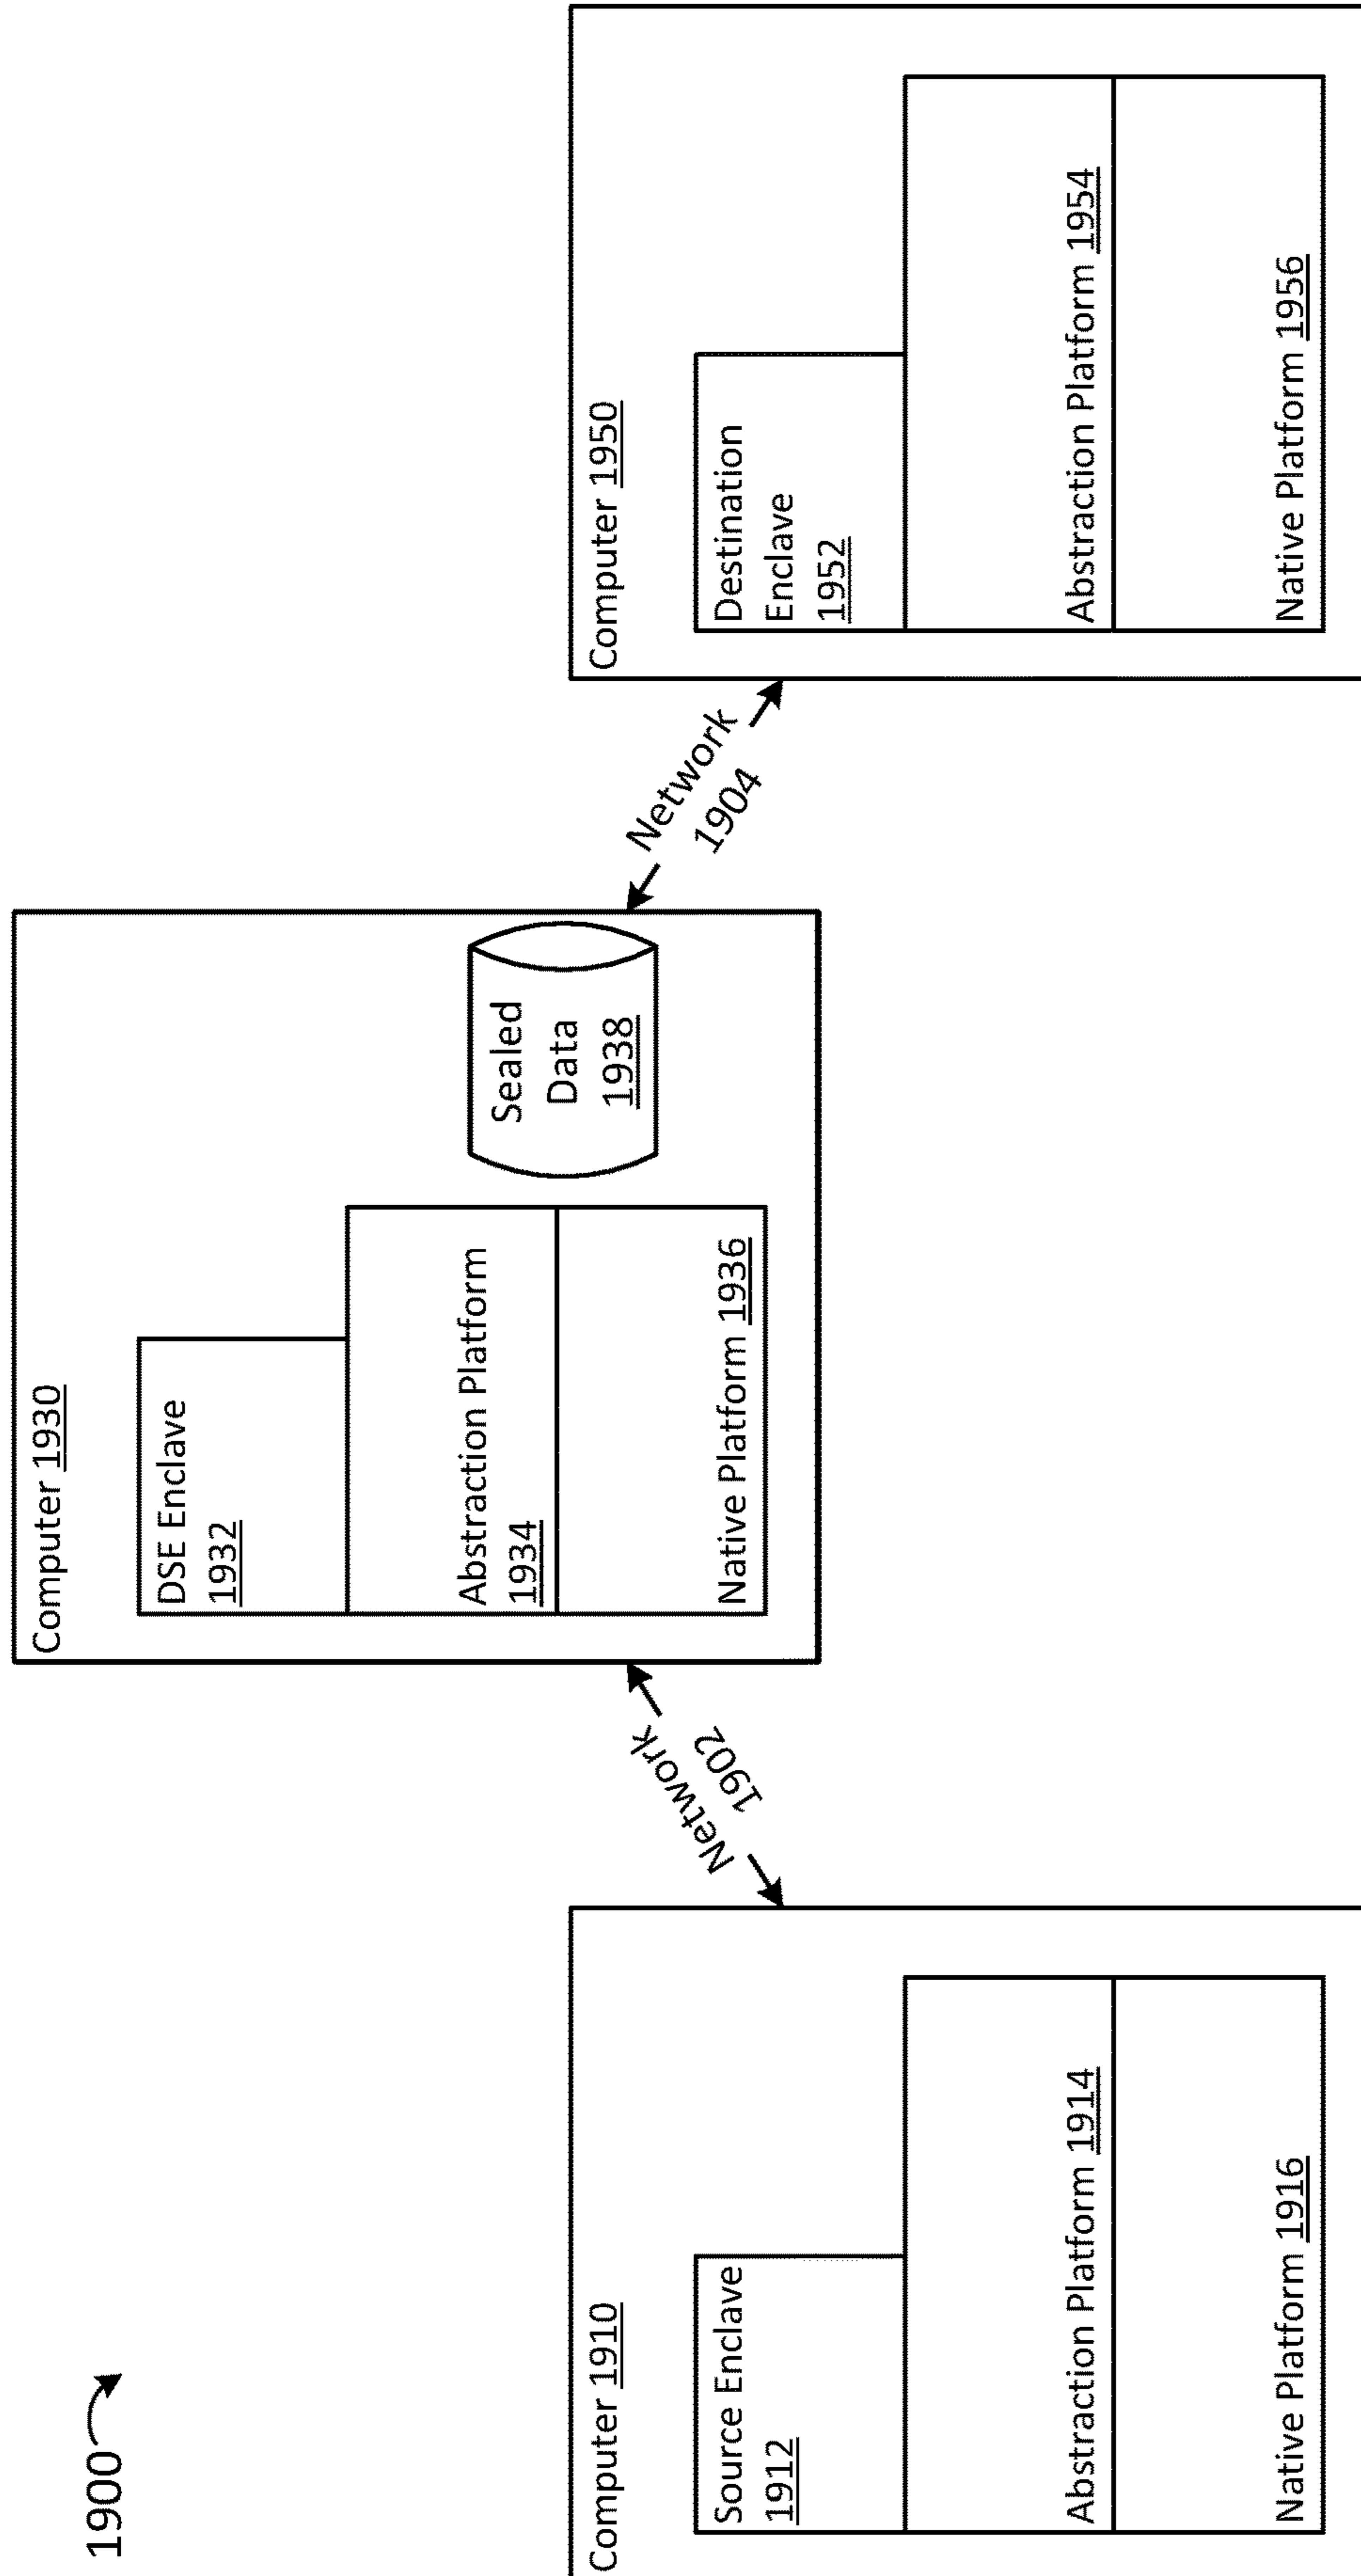 1900
Computer 1910
Source Enclave
1912
Abstraction Platform 1914
Native Platform 1916
Network
1902
Computer 1930
DSE Enclave
1932
Abstraction Platform
1934
Native Platform 1936
Sealed
Data
1938
Network
1904
Computer 1950
Destination
Enclave
1952
Abstraction Platform 1954
Native Platform 1956